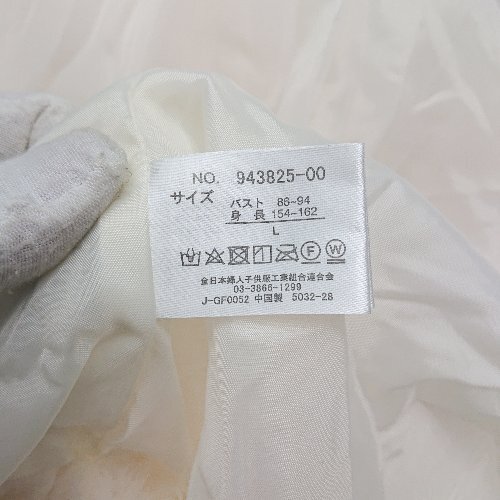 NO. 943825-00
サイズ
バスト 86~94
身長 154~162
L
全日本婦人子供服工業組合連合会
03-3866-1299
J-GF0052 中国製 5032-28